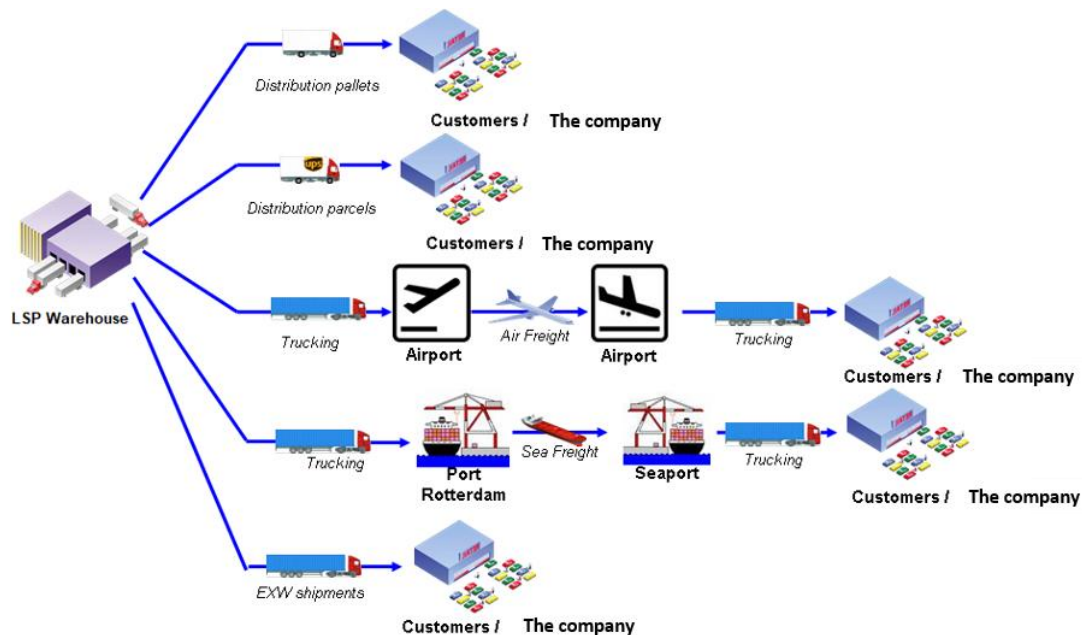 Distribution pallets
Customers / The company
ups
Distribution parcels
Customers / The company
LSP Warehouse
Trucking
Airport
Air Freight
Airport
Trucking
Customers / The company
Trucking
Port
Rotterdam
Sea Freight
Seaport
Trucking
Customers / The company
EXW shipments
Customers / The company